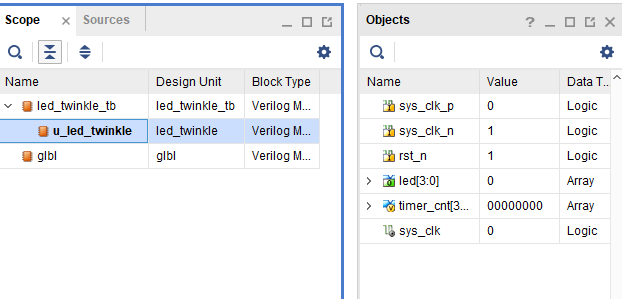 Scope
Sources
Name Design Unit Block Type
led_twinkle_tb led_twinkle_tb Verilog M...
u_led_twinkle led_twinkle Verilog M...
glbl glbl Verilog M...
Objects
Name Value Data T...
sys_clk_p 0 Logic
sys_clk_n 1 Logic
rst_n 1 Logic
led[3:0] 0 Array
timer_cnt[3... 00000000 Array
sys_clk 0 Logic